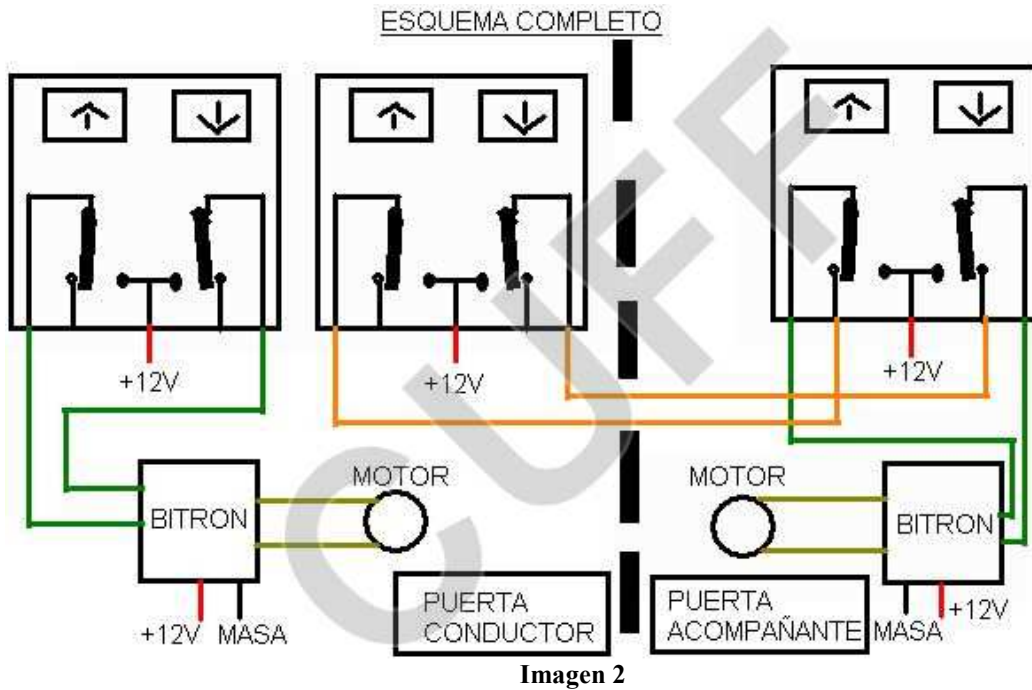 ESQUEMA COMPLETO
+12V
+12V
+12V
MOTOR
MOTOR
BITRON
BITRON
PUERTA
CONDUCTOR
PUERTA
ACOMPAÑANTE
+12V MASA
MASA +12V
Imagen 2
CUFF